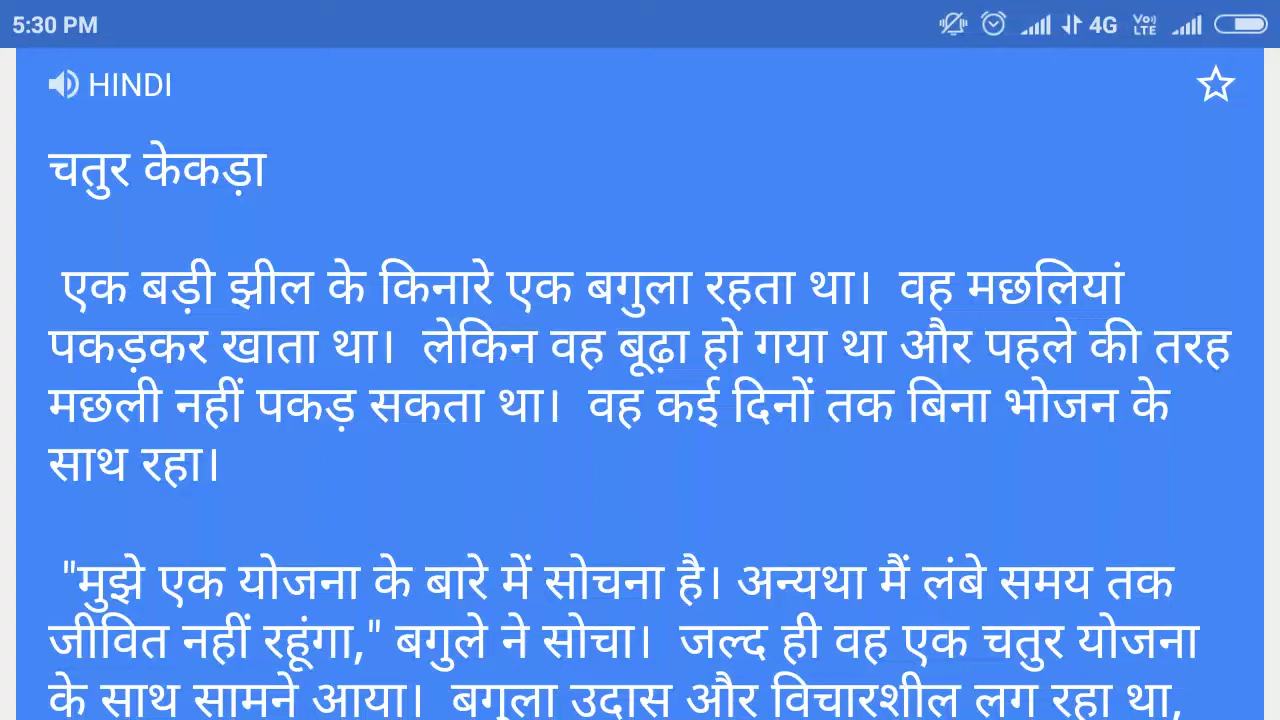 5:30 PM 4G Vo) LTE
HINDI
चतुर केकड़ा
एक बड़ी झील के किनारे एक बगुला रहता था। वह मछलियां
पकड़कर खाता था। लेकिन वह बूढ़ा हो गया था और पहले की तरह
मछली नहीं पकड़ सकता था। वह कई दिनों तक बिना भोजन के
साथ रहा।
"मुझे एक योजना के बारे में सोचना है। अन्यथा मैं लंबे समय तक
जीवित नहीं रहूंगा," बगुले ने सोचा। जल्द ही वह एक चतुर योजना
के साथ सामने आया। बगुला उदास और विचारशील लग रहा था,